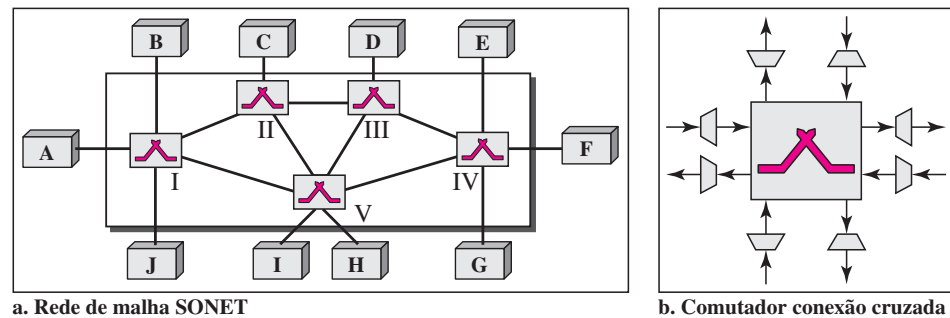 B C D E
A II III F
I IV
V
J I H G
a. Rede de malha SONET
b. Comutador conexão cruzada